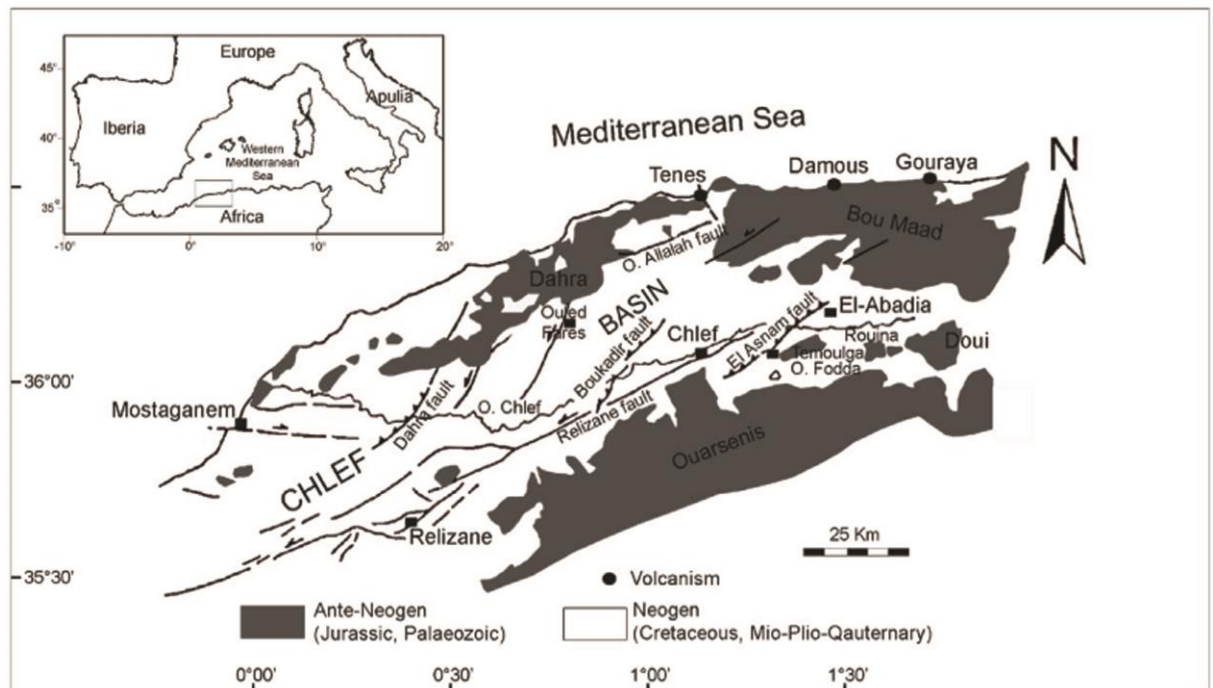 Europe
45°
Apulia
Iberia
40°
Western
Mediterranean
Sea
35°
Africa
-10°
0°
10°
20°
Mediterranean Sea
N
Tenes
Damous
Gouraya
Bou Maad
O. Allalah fault
Dahra
Ouled
Fares
BASIN
El-Abadia
Chlef
Rouina
Doui
El Asnam fault
Temoulga
O. Fodda
Boukadir fault
36°00'
Mostaganem
O. Chlef
Dahra fault
Relizane fault
Ouarsenis
CHLEF
Relizane
25 Km
35°30'
Volcanism
Ante-Neogen
(Jurassic, Palaeozoic)
Neogen
(Cretaceous, Mio-Plio-Qauternary)
0°00'
0°30'
1°00'
1°30'